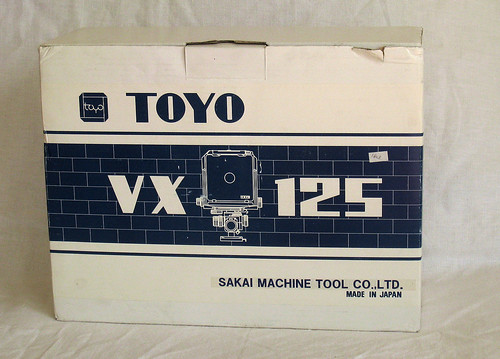 toyo TOYO
VX 125
SAKAI MACHINE TOOL CO.,LTD.
MADE IN JAPAN